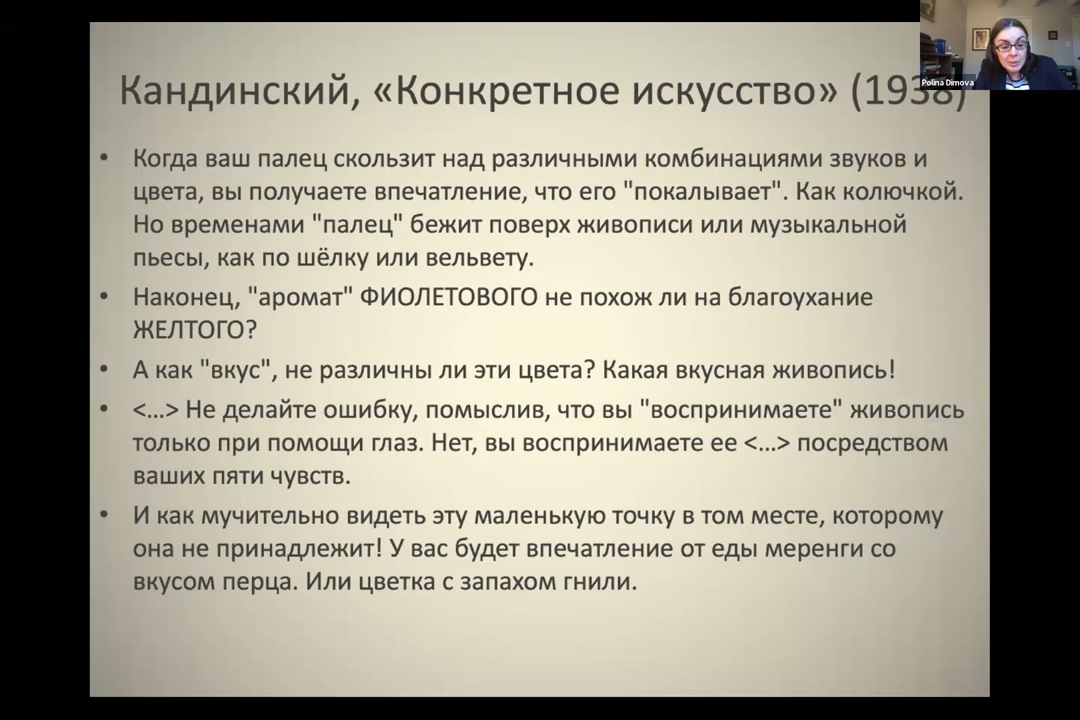 Polina Dimova
Кандинский, «Конкретное искусство» (1938)
• Когда ваш палец скользит над различными комбинациями звуков и
цвета, вы получаете впечатление, что его "покалывает". Как колючкой.
Но временами "палец" бежит поверх живописи или музыкальной
пьесы, как по шёлку или вельвету.
• Наконец, "аромат" ФИОЛЕТОВОГО не похож ли на благоухание
ЖЕЛТОГО?
• А как "вкус", не различны ли эти цвета? Какая вкусная живопись!
• <...> Не делайте ошибку, помыслив, что вы "воспринимаете" живопись
только при помощи глаз. Нет, вы воспринимаете ее <...> посредством
ваших пяти чувств.
• И как мучительно видеть эту маленькую точку в том месте, которому
она не принадлежит! У вас будет впечатление от еды меренги со
вкусом перца. Или цветка с запахом гнили.